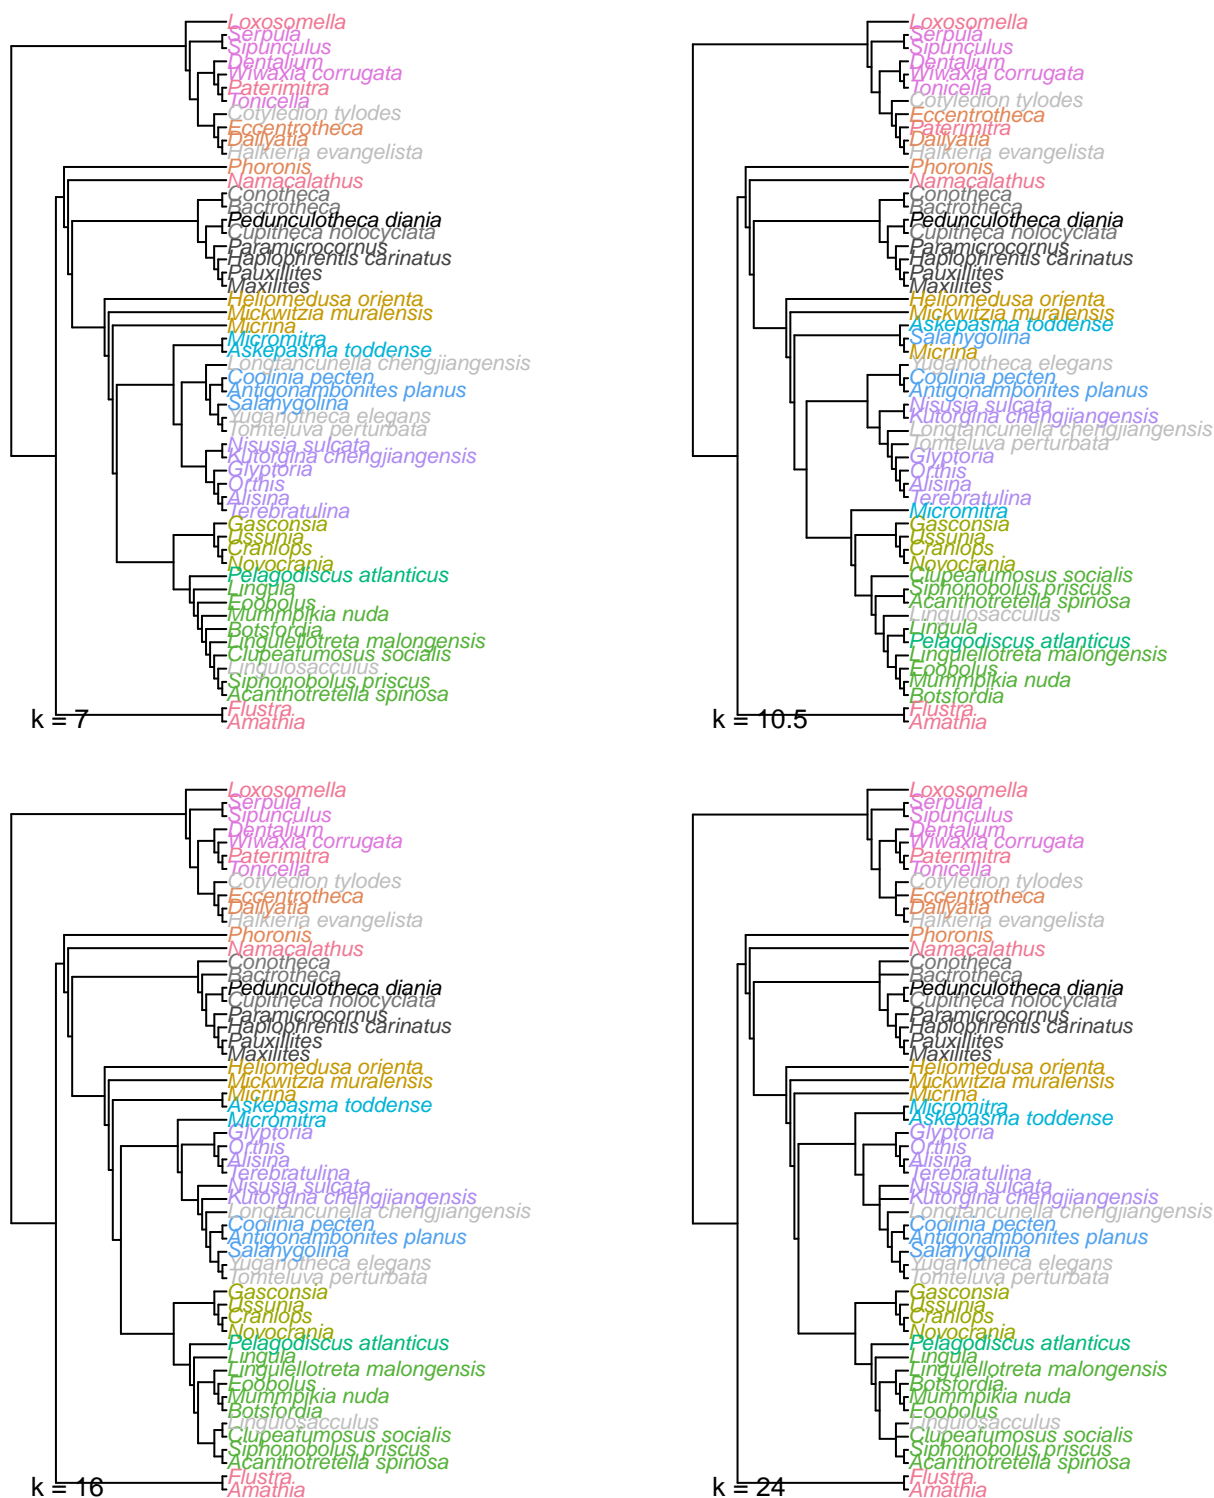 Loxosomella
Serpula
Sipunculus
Dentalium
Wiwaxia corrugata
Paterimitra
Tonicella
Cotyledion tylodes
Eccentrotheca
Dailyatia
Halkieria evangelista
Phoronis
Namacalathus
Conotheca
Bactrotheca
Pedunculotheca diania
Cupitheca holocyclata
Paramicrocornus
Haplophrentis carinatus
Pauxillites
Maxilites
Heliomedusa orienta
Mickwitzia muralensis
Micrina
Micromitra
Askepasma toddense
Longtancunella chengjiangensis
Coolinia pecten
Antigonambonites planus
Salanygolina
Yuganotheca elegans
Tomteluva perturbata
Nisusia sulcata
Kutorgina chengjiangensis
Glyptoria
Orthis
Alisina
Terebratulina
Gasconsia
Ussunia
Craniops
Novocrania
Pelagodiscus atlanticus
Lingula
Eoobolus
Mummpikia nuda
Botsfordia
Lingulellotreta malongensis
Clupeafumosus socialis
Lingulosacculus
Siphonobolus priscus
Acanthotretella spinosa
Flustra
Amathia
k = 7
Loxosomella
Serpula
Sipunculus
Dentalium
Wiwaxia corrugata
Tonicella
Cotyledion tylodes
Eccentrotheca
Paterimitra
Dailyatia
Halkieria evangelista
Phoronis
Namacalathus
Conotheca
Bactrotheca
Pedunculotheca diania
Cupitheca holocyclata
Paramicrocornus
Haplophrentis carinatus
Pauxillites
Maxilites
Heliomedusa orienta
Mickwitzia muralensis
Askepasma toddense
Salanygolina
Micrina
Yuganotheca elegans
Coolinia pecten
Antigonambonites planus
Nisusia sulcata
Kutorgina chengjiangensis
Longtancunella chengjiangensis
Tomteluva perturbata
Glyptoria
Orthis
Alisina
Terebratulina
Micromitra
Gasconsia
Ussunia
Craniops
Novocrania
Clupeafumosus socialis
Siphonobolus priscus
Acanthotretella spinosa
Lingulosacculus
Lingula
Pelagodiscus atlanticus
Lingulellotreta malongensis
Eoobolus
Mummpikia nuda
Botsfordia
Flustra
Amathia
k = 10.5
Loxosomella
Serpula
Sipunculus
Dentalium
Wiwaxia corrugata
Paterimitra
Tonicella
Cotyledion tylodes
Eccentrotheca
Dailyatia
Halkieria evangelista
Phoronis
Namacalathus
Conotheca
Bactrotheca
Pedunculotheca diania
Cupitheca holocyclata
Paramicrocornus
Haplophrentis carinatus
Pauxillites
Maxilites
Heliomedusa orienta
Mickwitzia muralensis
Micrina
Askepasma toddense
Micromitra
Glyptoria
Orthis
Alisina
Terebratulina
Nisusia sulcata
Kutorgina chengjiangensis
Longtancunella chengjiangensis
Coolinia pecten
Antigonambonites planus
Salanygolina
Yuganotheca elegans
Tomteluva perturbata
Gasconsia
Ussunia
Craniops
Novocrania
Pelagodiscus atlanticus
Lingula
Lingulellotreta malongensis
Eoobolus
Mummpikia nuda
Botsfordia
Lingulosacculus
Clupeafumosus socialis
Siphonobolus priscus
Acanthotretella spinosa
Flustra
Amathia
k = 16
Loxosomella
Serpula
Sipunculus
Dentalium
Wiwaxia corrugata
Paterimitra
Tonicella
Cotyledion tylodes
Eccentrotheca
Dailyatia
Halkieria evangelista
Phoronis
Namacalathus
Conotheca
Bactrotheca
Pedunculotheca diania
Cupitheca holocyclata
Paramicrocornus
Haplophrentis carinatus
Pauxillites
Maxilites
Heliomedusa orienta
Mickwitzia muralensis
Micrina
Micromitra
Askepasma toddense
Glyptoria
Orthis
Alisina
Terebratulina
Nisusia sulcata
Kutorgina chengjiangensis
Longtancunella chengjiangensis
Coolinia pecten
Antigonambonites planus
Salanygolina
Yuganotheca elegans
Tomteluva perturbata
Gasconsia
Ussunia
Craniops
Novocrania
Pelagodiscus atlanticus
Lingula
Lingulellotreta malongensis
Botsfordia
Mummpikia nuda
Eoobolus
Lingulosacculus
Clupeafumosus socialis
Siphonobolus priscus
Acanthotretella spinosa
Flustra
Amathia
k = 24